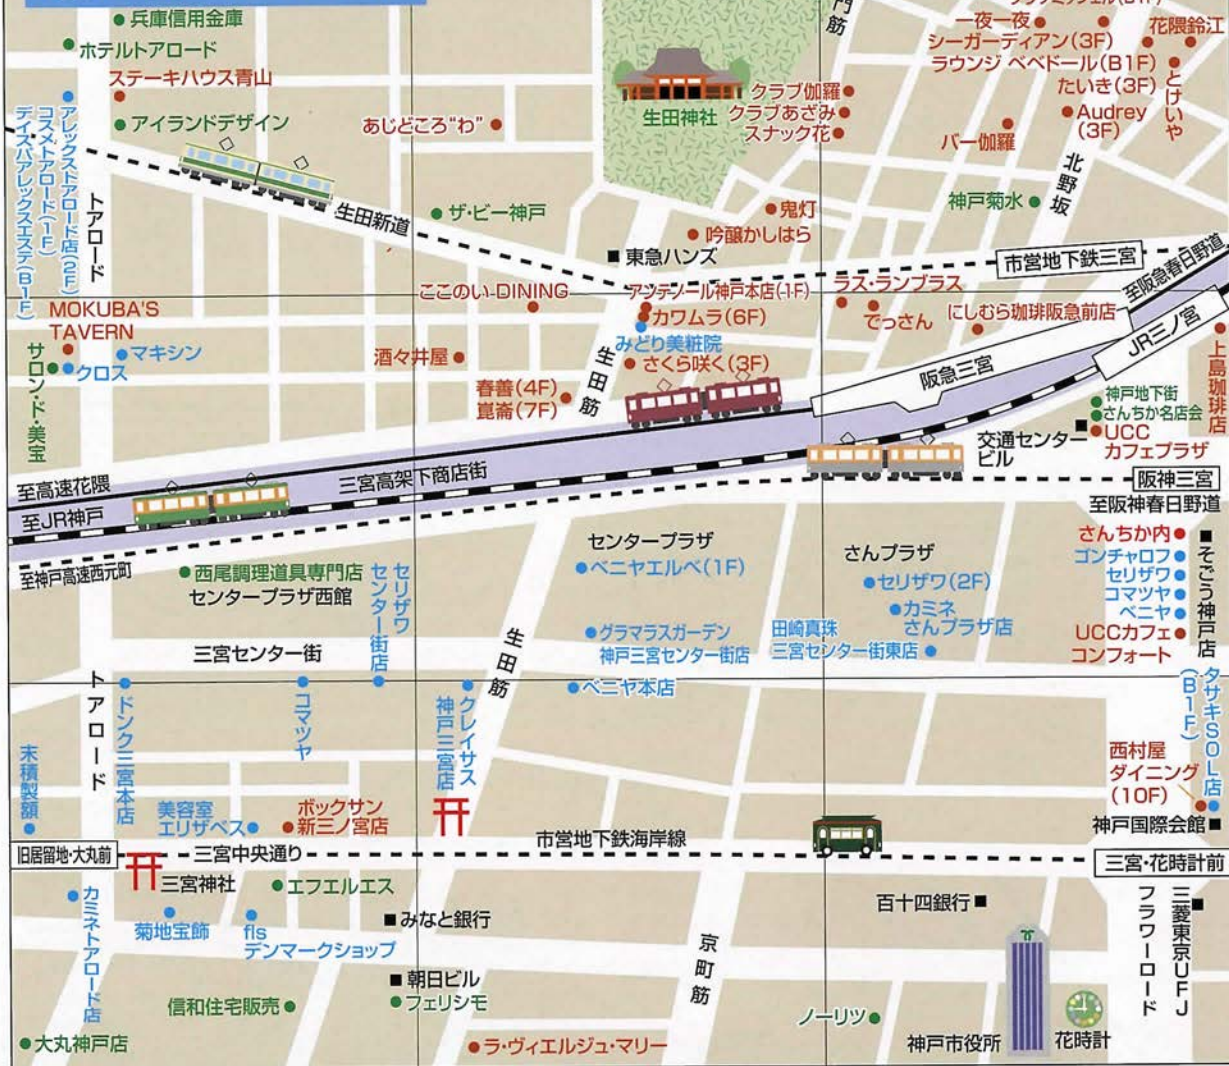 兵庫信用金庫
ホテルトアロード
ステーキハウス青山
アイランドデザイン
アレックストアロード店(2F)
コスメトアロード(1F)
デイスパアレックスエステ(B1F)
トアロード
あじどころ“わ”
生田新道
ザ・ビー神戸
生田神社
門筋
クラブ伽羅
クラブあざみ
スナック花
一夜一夜
シーガーディアン(3F)
ラウンジ ベベドール(B1F)
たいき(3F)
花隈鈴江
とけいや
Audrey
(3F)
バー伽羅
北野坂
神戸菊水
鬼灯
吟醸かしはら
東急ハンズ
市営地下鉄三宮
至阪急春日野道
MOKUBA'S
TAVERN
マキシン
クロス
サロン・ド・美宝
ここのい DINING
アンテノール神戸本店(1F)
カワムラ(6F)
みどり美粧院
さくら咲く(3F)
酒々井屋
春善(4F)
崑崙(7F)
生田筋
ラス・ランブラス
でっさん
にしむら珈琲阪急前店
阪急三宮
JR三ノ宮
上島珈琲店
神戸地下街
さんちか名店会
UCC
カフェプラザ
交通センター
ビル
阪神三宮
至阪神春日野道
至高速花隈
至JR神戸
三宮高架下商店街
至神戸高速西元町
西尾調理道具専門店
センタープラザ西館
セリザワ
センター街店
センタープラザ
ベニヤエルベ(1F)
さんプラザ
セリザワ(2F)
カミネ
さんプラザ店
さんちか内
ゴンチャロフ
セリザワ
コマツヤ
ベニヤ
UCCカフェ
コンフォート
そごう神戸店
三宮センター街
生田筋
グラマラスガーデン
神戸三宮センター街店
田崎真珠
三宮センター街東店
トアロード
ドンク三宮本店
コマツヤ
クレイサス
神戸三宮店
ベニヤ本店
タサキSOL店
(B1F)
末積製額
美容室
エリザベス
ボックサン
新三ノ宮店
西村屋
ダイニング
(10F)
神戸国際会館
旧居留地・大丸前
三宮中央通り
市営地下鉄海岸線
三宮・花時計前
三宮神社
エフエルエス
カミネトアロード店
菊地宝飾
fls
デンマークショップ
みなと銀行
百十四銀行
三菱東京UFJ
フラワーロード
京町筋
朝日ビル
フェリシモ
信和住宅販売
ノーリツ
神戸市役所
花時計
大丸神戸店
ラ・ヴィエルジュ・マリー